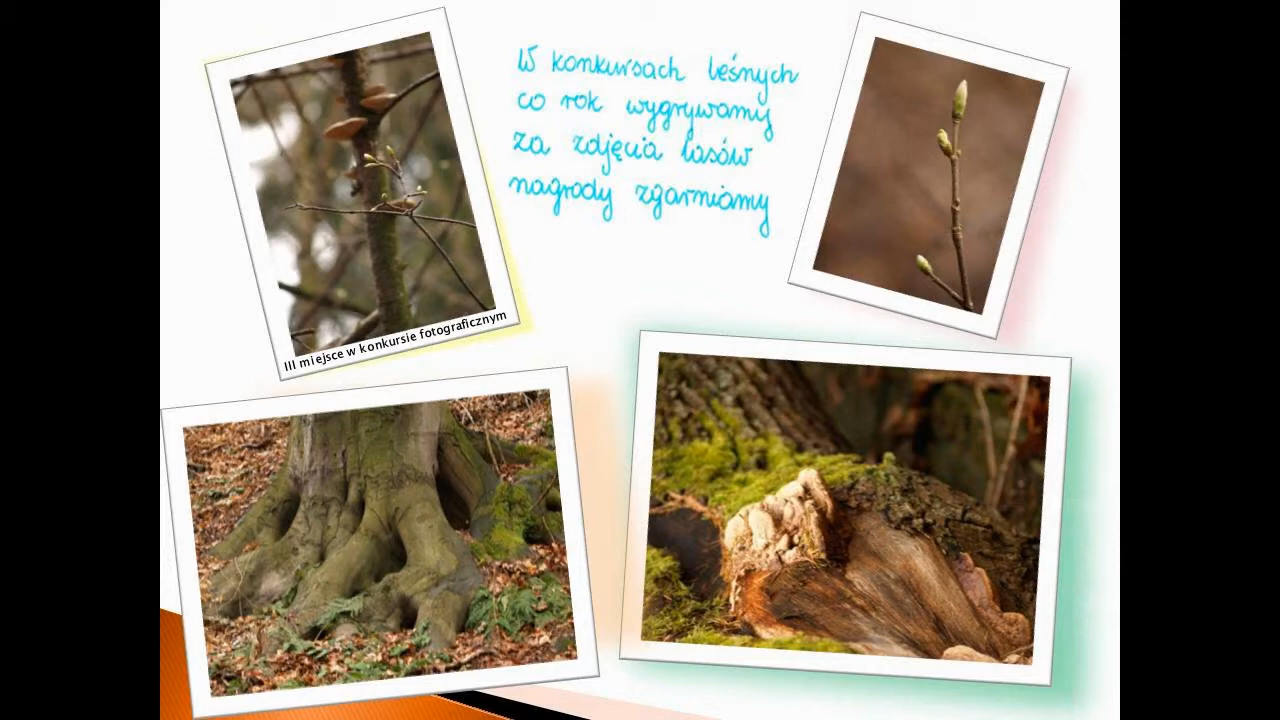 W konkursach leśnych
co rok wygrywamy
za zdjęcia lasów
nagrody zgarniamy
III miejsce w konkursie fotograficznym